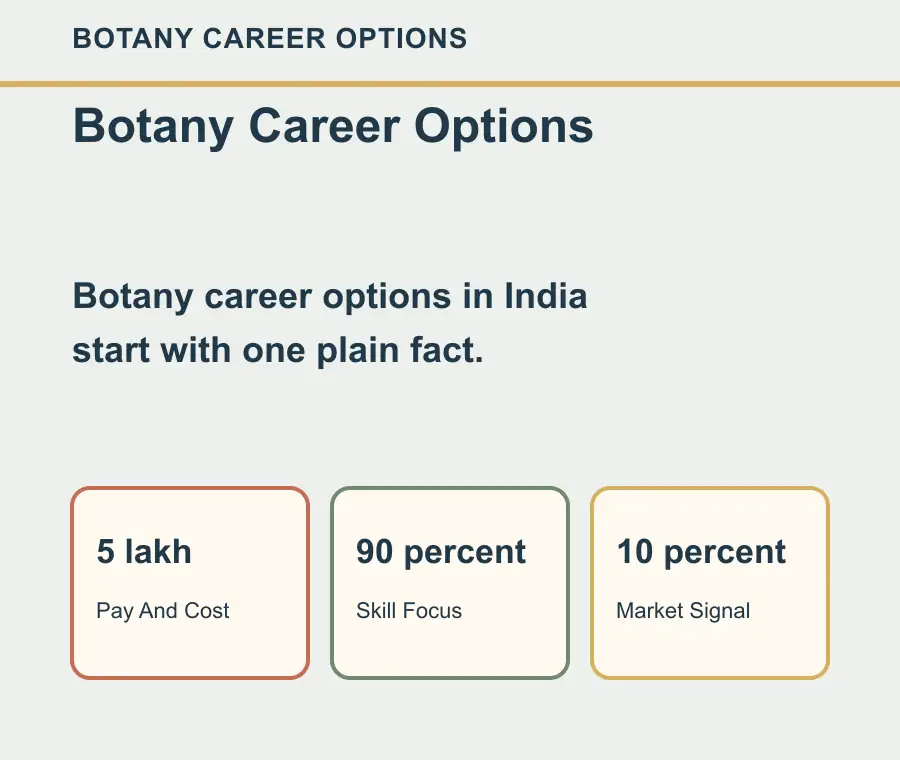 BOTANY CAREER OPTIONS
Botany Career Options
Botany career options in India
start with one plain fact.
5 lakh
Pay And Cost
90 percent
Skill Focus
10 percent
Market Signal